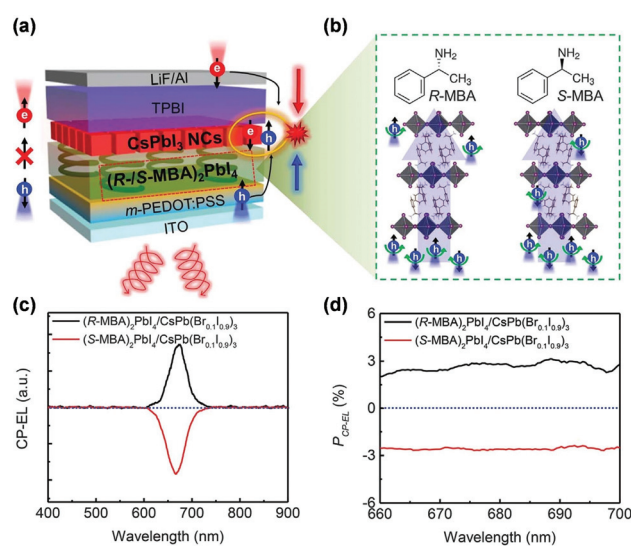 (a)
LiF/Al
TPBI
CsPbI3 NCs
(R-/S-MBA)2PbI4
m-PEDOT:PSS
ITO
e
h
e
e
h
h
(b)
NH2
CH3
R-MBA
NH2
CH3
S-MBA
h
h
h
h
h
h
h
h
h
h
h
h
(c)
(R-MBA)2PbI4/CsPb(Br0.1I0.9)3
(S-MBA)2PbI4/CsPb(Br0.1I0.9)3
CP-EL (a.u.)
400 500 600 700 800 900
Wavelength (nm)
(d)
(R-MBA)2PbI4/CsPb(Br0.1I0.9)3
(S-MBA)2PbI4/CsPb(Br0.1I0.9)3
PCP-EL (%)
6
3
0
-3
-6
660 670 680 690 700
Wavelength (nm)